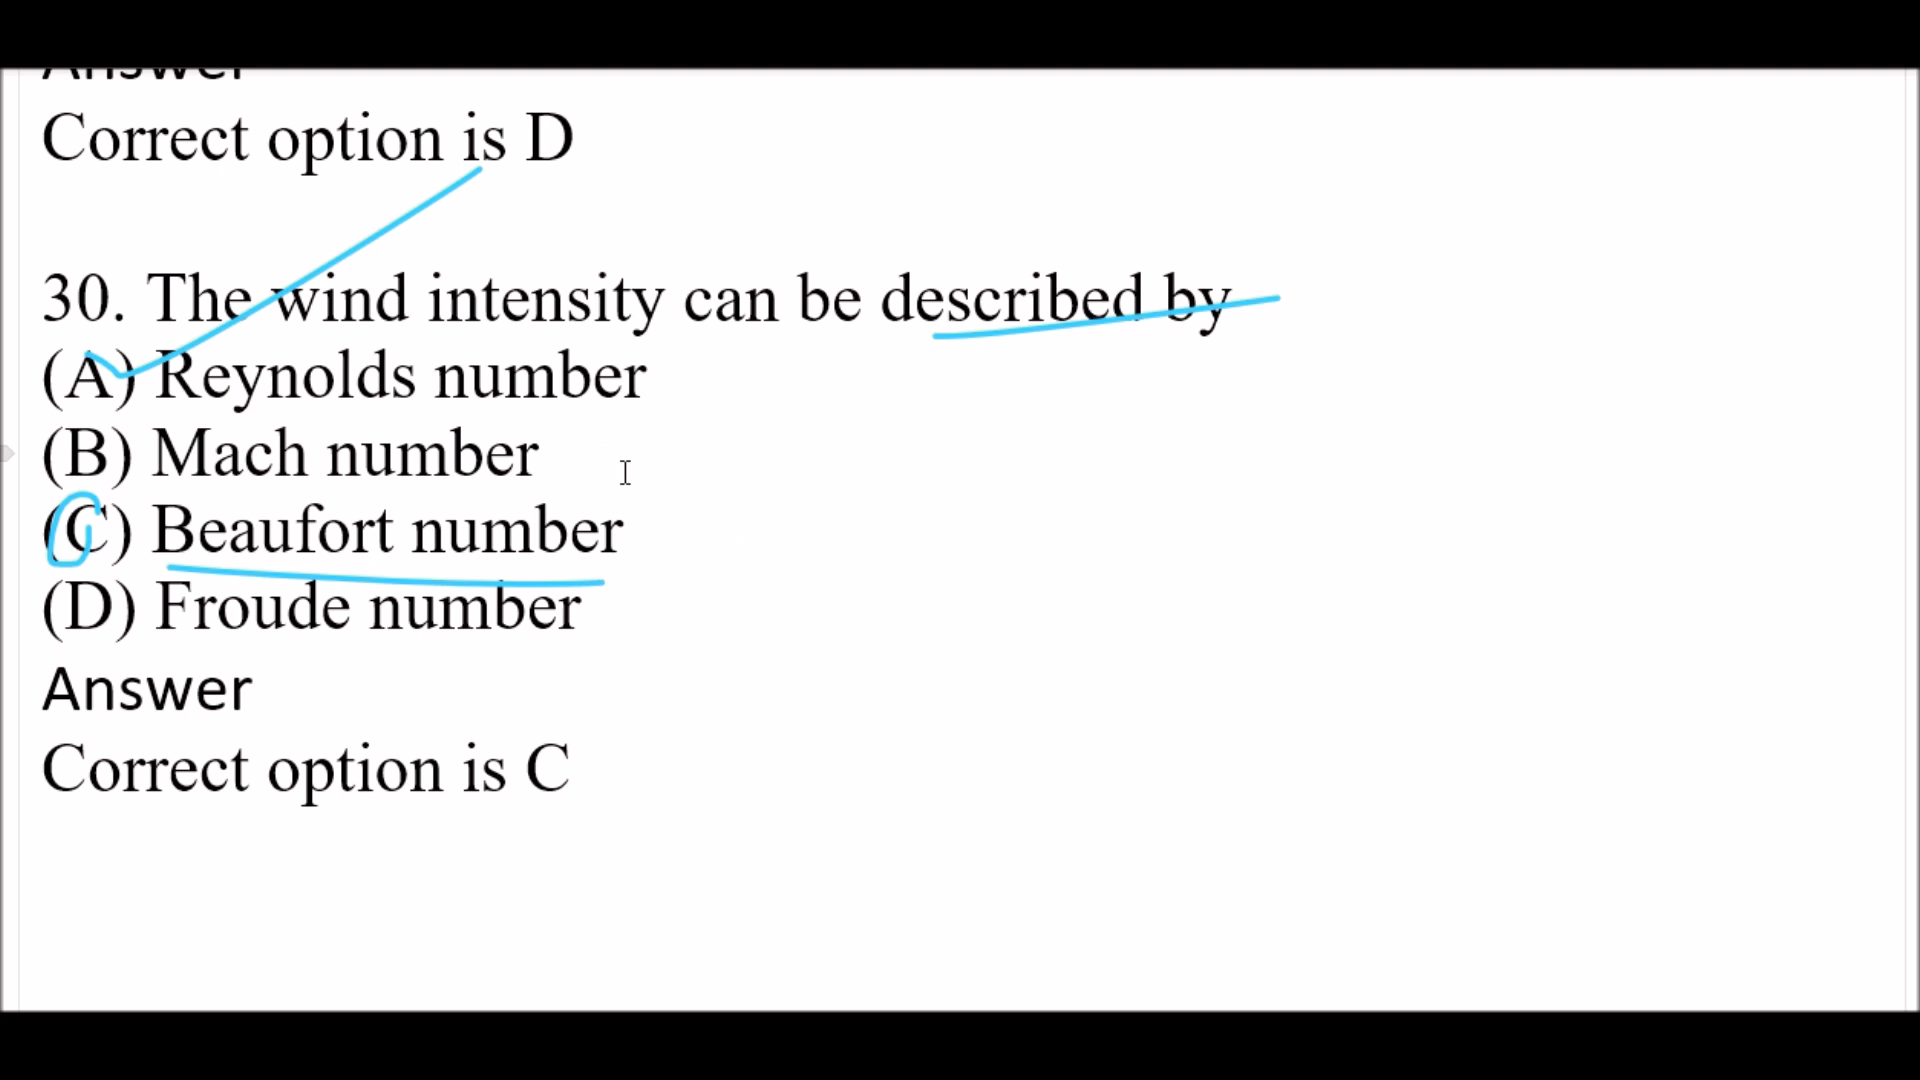 Answer
Correct option is D
30. The wind intensity can be described by
(A) Reynolds number
(B) Mach number
(C) Beaufort number
(D) Froude number
Answer
Correct option is C